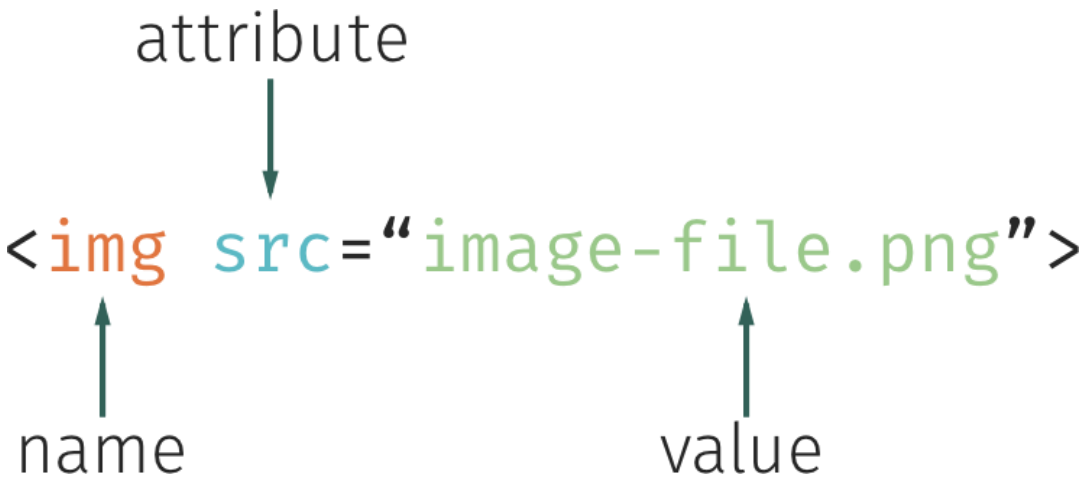 attribute
<img src=“image-file.png”>
name
value